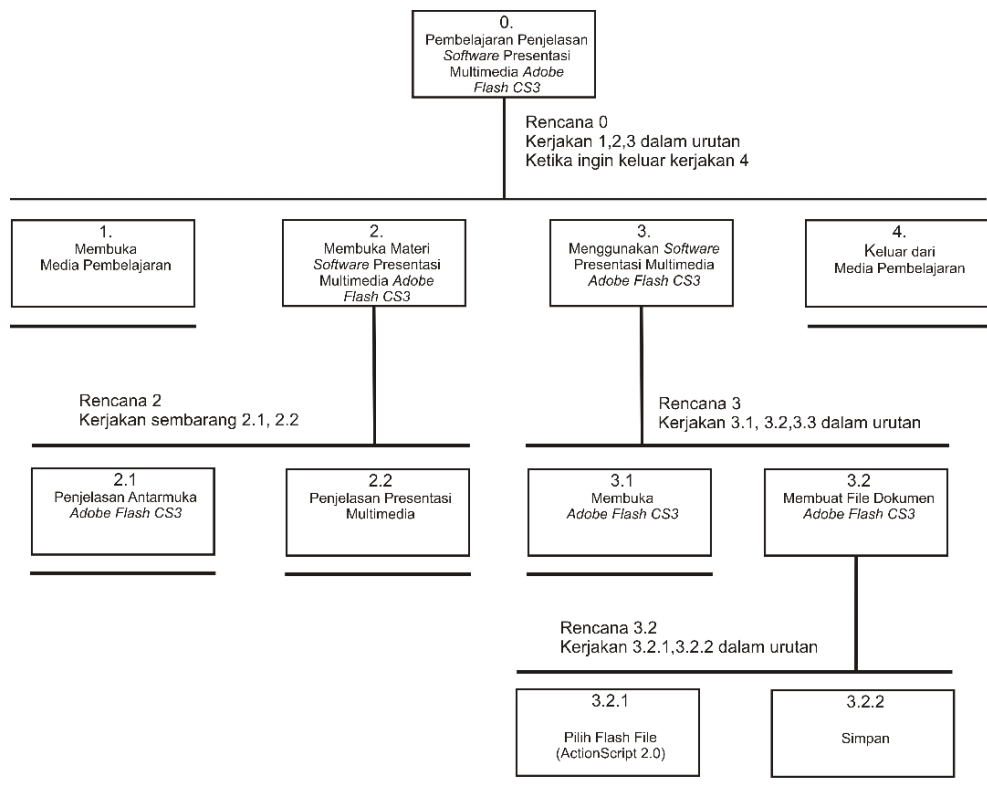 0.
Pembelajaran Penjelasan
Software Presentasi
Multimedia Adobe
Flash CS3
Rencana 0
Kerjakan 1,2,3 dalam urutan
Ketika ingin keluar kerjakan 4
1.
Membuka
Media Pembelajaran
2.
Membuka Materi
Software Presentasi
Multimedia Adobe
Flash CS3
3.
Menggunakan Software
Presentasi Multimedia
Adobe Flash CS3
4.
Keluar dari
Media Pembelajaran
Rencana 2
Kerjakan sembarang 2.1, 2.2
Rencana 3
Kerjakan 3.1, 3.2,3.3 dalam urutan
2.1
Penjelasan Antarmuka
Adobe Flash CS3
2.2
Penjelasan Presentasi
Multimedia
3.1
Membuka
Adobe Flash CS3
3.2
Membuat File Dokumen
Adobe Flash CS3
Rencana 3.2
Kerjakan 3.2.1,3.2.2 dalam urutan
3.2.1
Pilih Flash File
(ActionScript 2.0)
3.2.2
Simpan